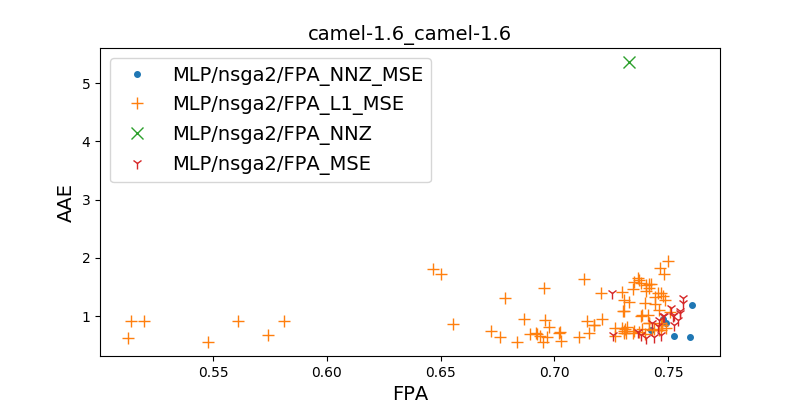 camel-1.6_camel-1.6
MLP/nsga2/FPA_NNZ_MSE
MLP/nsga2/FPA_L1_MSE
MLP/nsga2/FPA_NNZ
MLP/nsga2/FPA_MSE
AAE
5
4
3
2
1
0.55 0.60 0.65 0.70 0.75
FPA